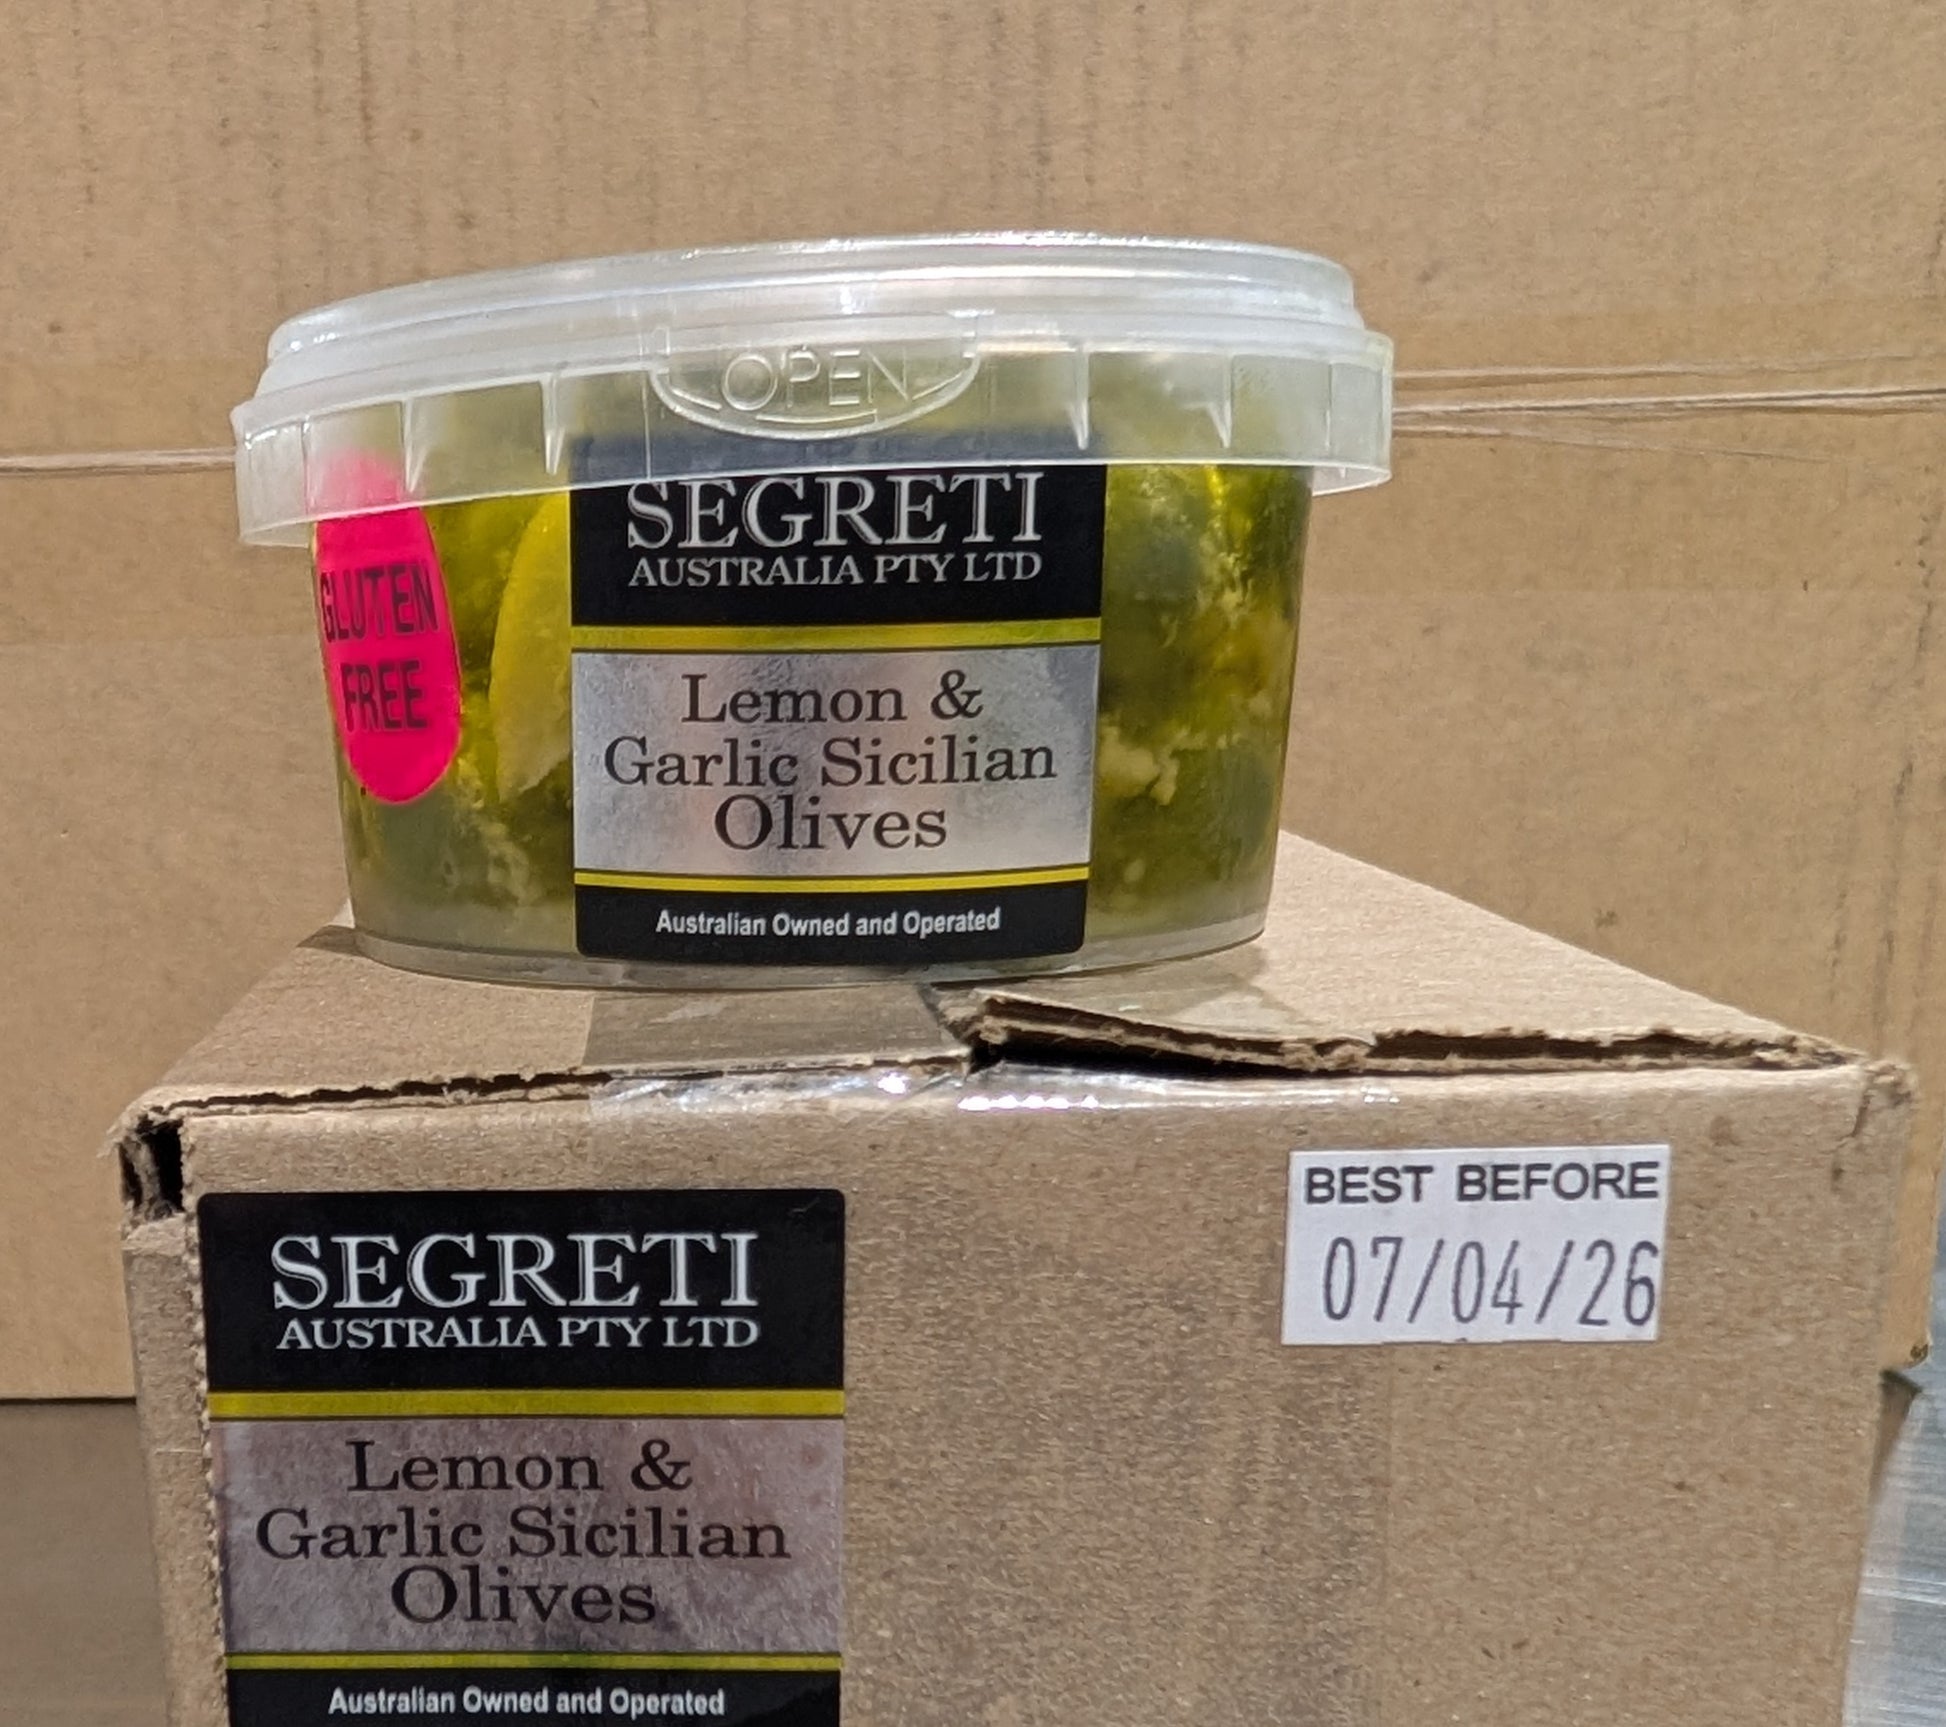 OPEN
SEGRETI
AUSTRALIA PTY LTD
GLUTEN
FREE
Lemon &
Garlic Sicilian
Olives
Australian Owned and Operated
BEST BEFORE
07/04/26
SEGRETI
AUSTRALIA PTY LTD
Lemon &
Garlic Sicilian
Olives
Australian Owned and Operated